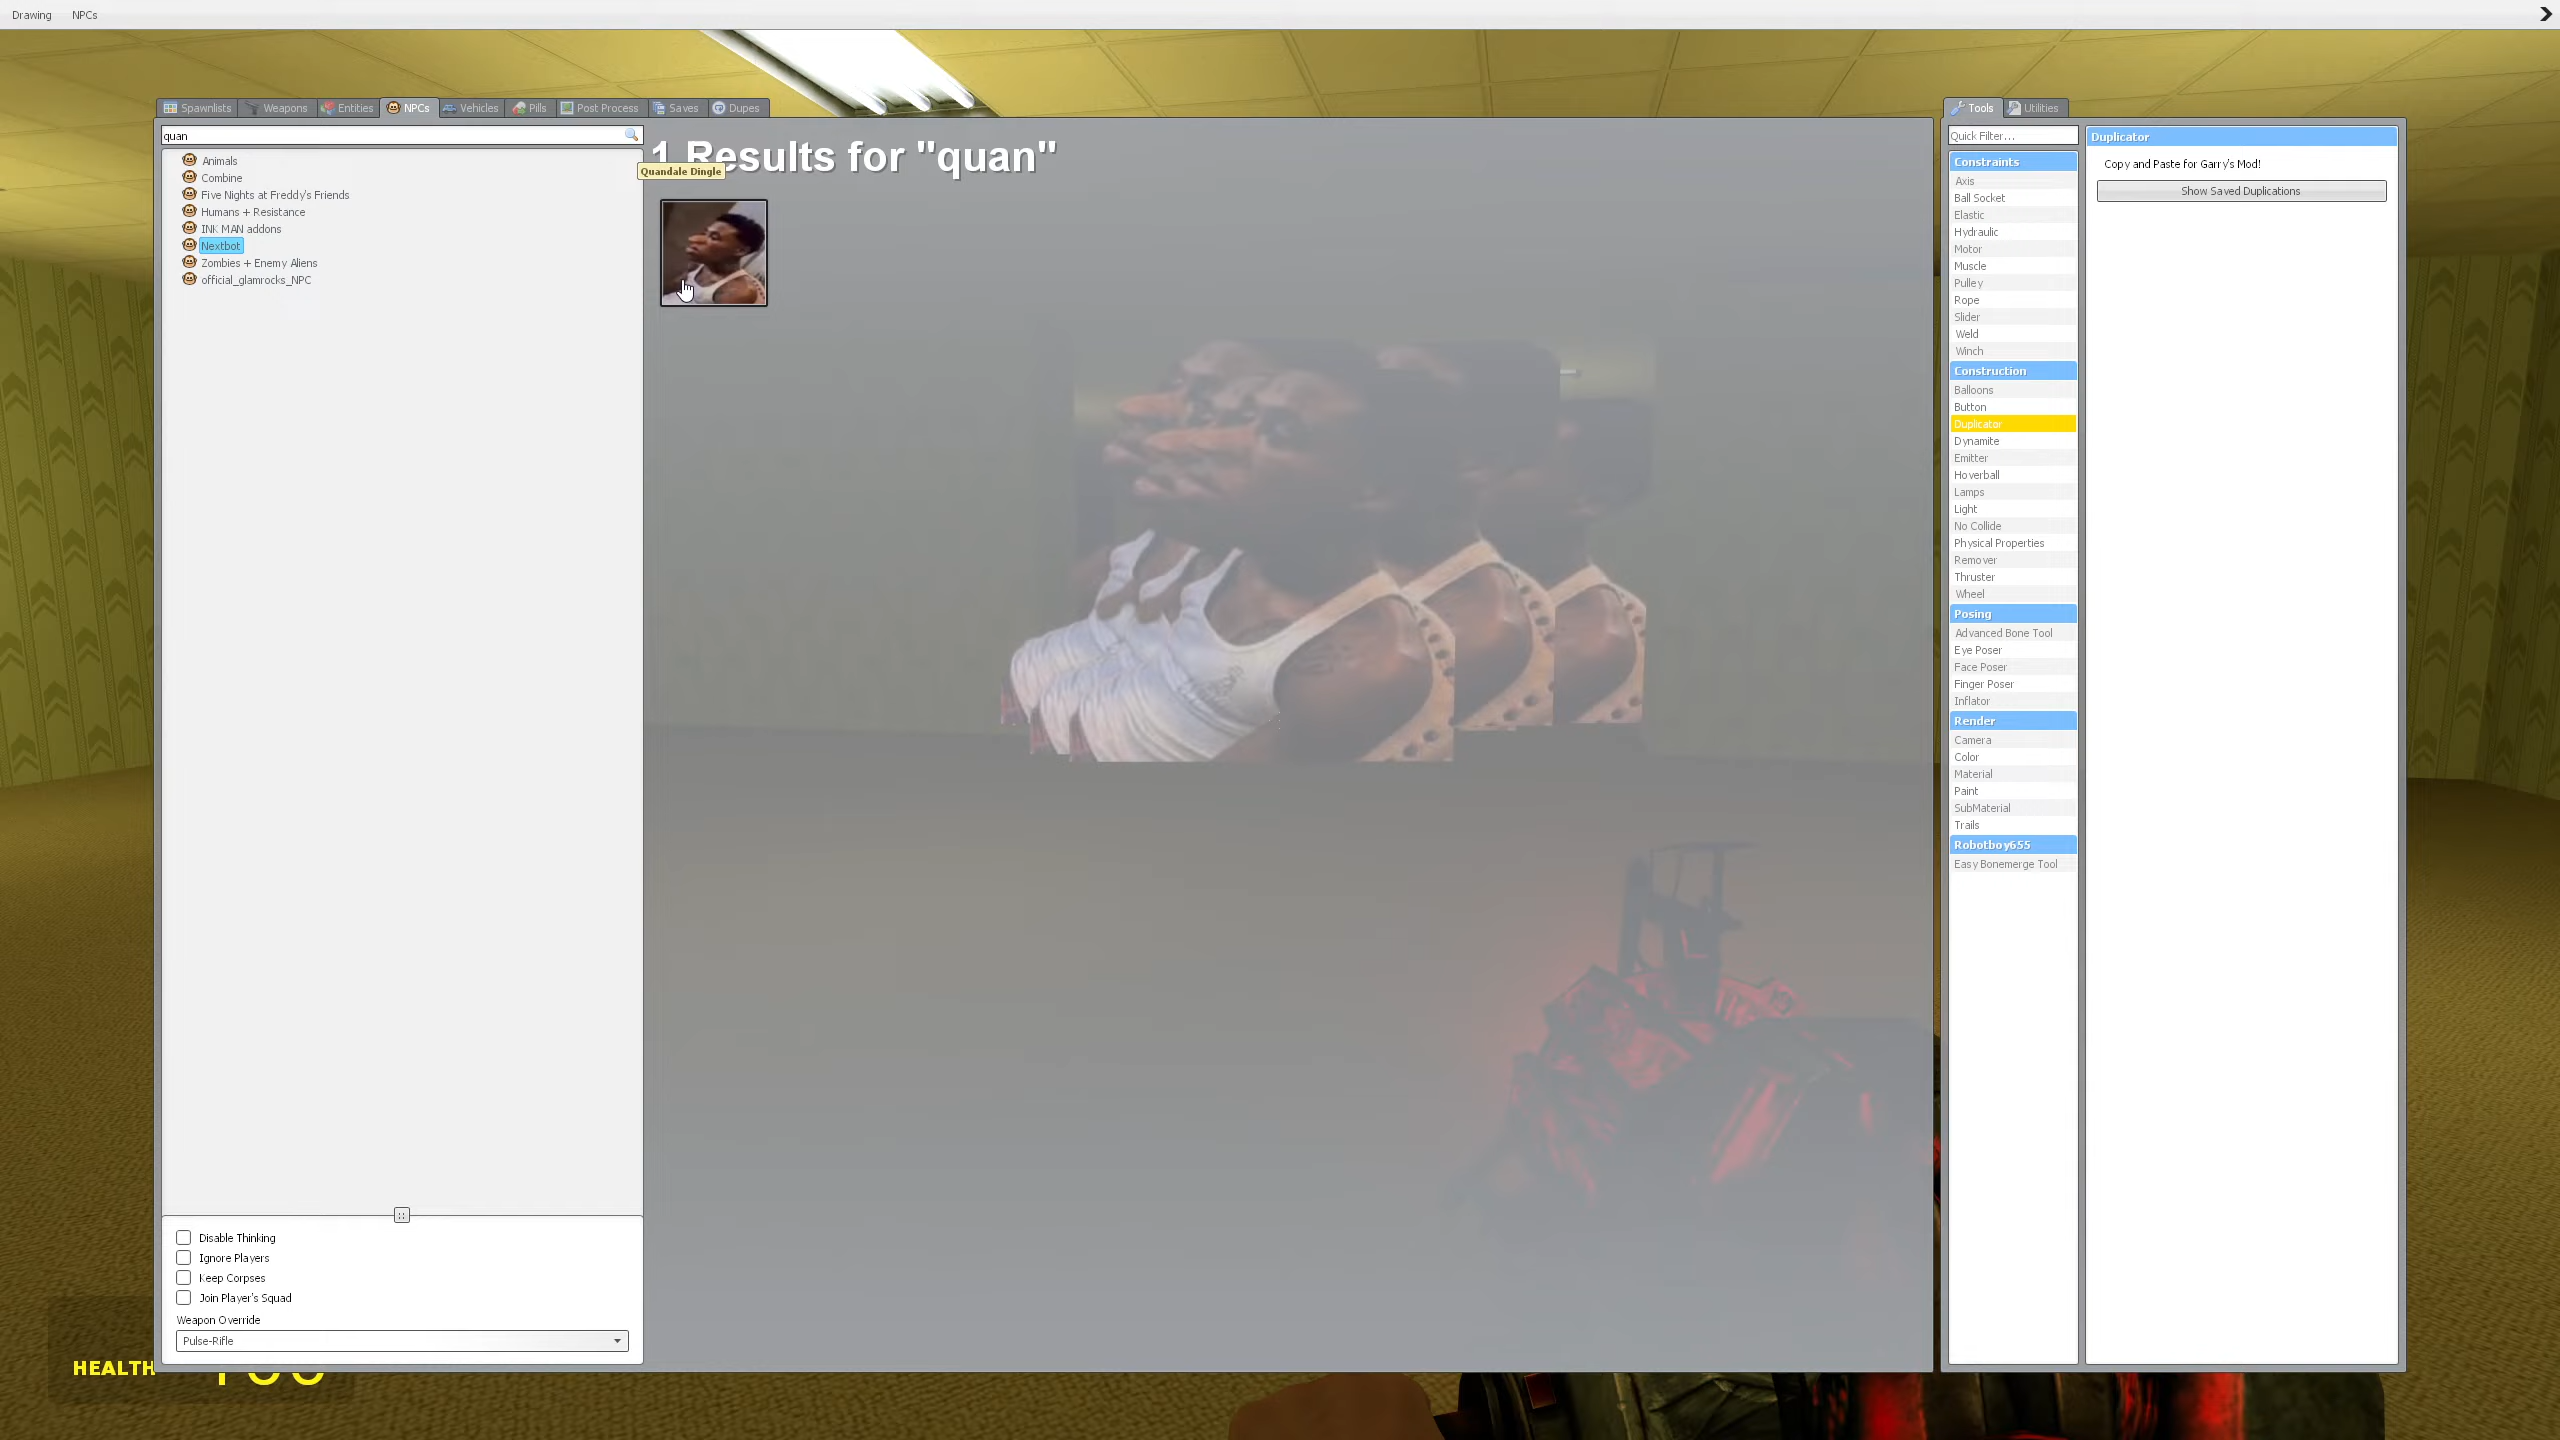 Drawing NPCs
Spawnlists Weapons Entities NPCs Vehicles Pills Post Process Saves Dupes
quan
Animals
Combine
Five Nights at Freddy's Friends
Humans + Resistance
INK MAN addons
Nextbot
Zombies + Enemy Aliens
official_glamrocks_NPC
1 Results for "quan"
Quandale Dingle
Disable Thinking
Ignore Players
Keep Corpses
Join Player's Squad
Weapon Override
Pulse-Rifle
HEALTH 100
Tools Utilities
Quick Filter...
Constraints
Axis
Ball Socket
Elastic
Hydraulic
Motor
Muscle
Pulley
Rope
Slider
Weld
Winch
Construction
Balloons
Button
Duplicator
Dynamite
Emitter
Hoverball
Lamps
Light
No Collide
Physical Properties
Remover
Thruster
Wheel
Posing
Advanced Bone Tool
Eye Poser
Face Poser
Finger Poser
Inflator
Render
Camera
Color
Material
Paint
SubMaterial
Trails
Robotboy655
Easy Bonemerge Tool
Duplicator
Copy and Paste for Garry's Mod!
Show Saved Duplications